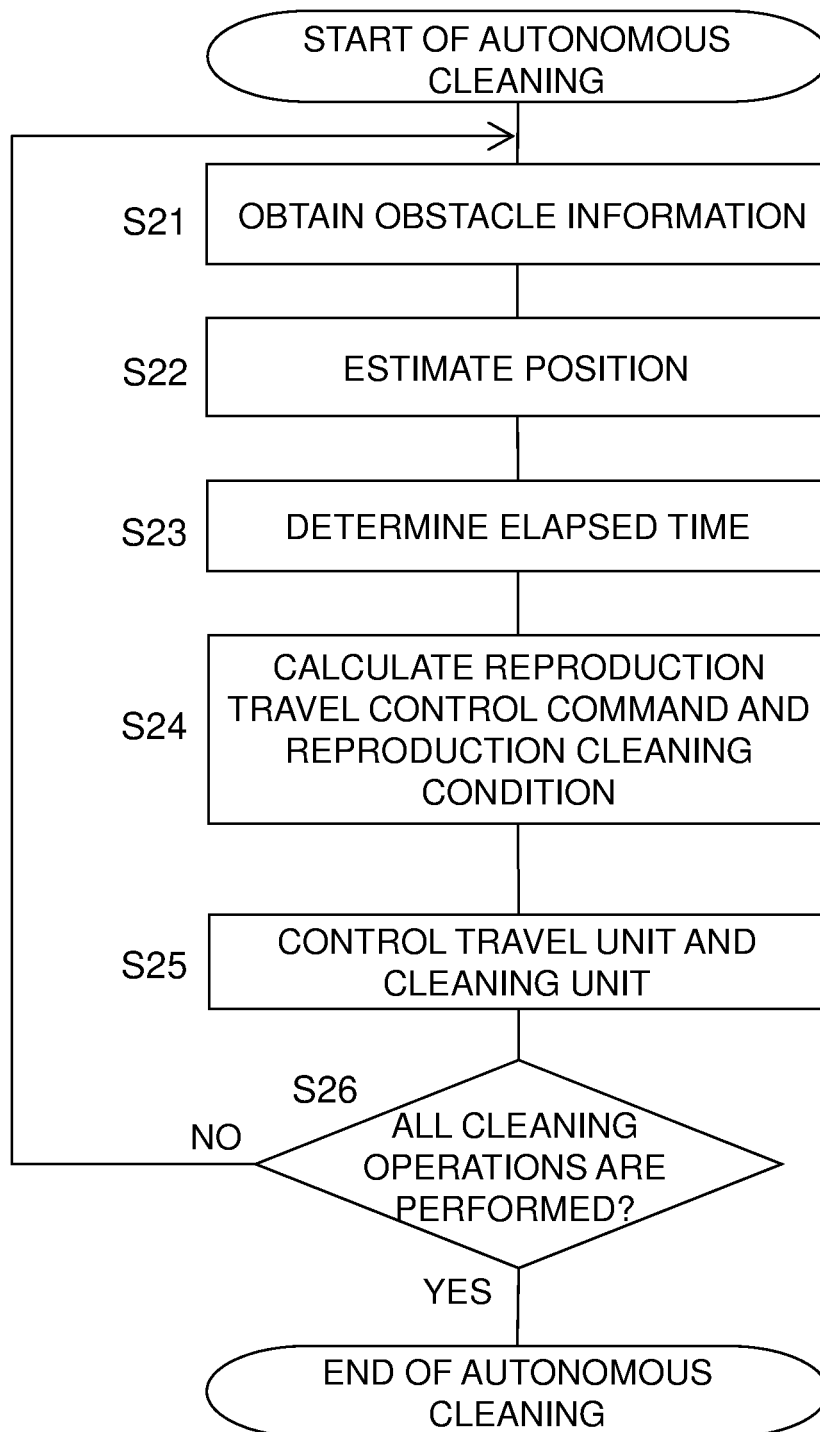 START OF AUTONOMOUS
CLEANING
S21
OBTAIN OBSTACLE INFORMATION
S22
ESTIMATE POSITION
S23
DETERMINE ELAPSED TIME
S24
CALCULATE REPRODUCTION
TRAVEL CONTROL COMMAND AND
REPRODUCTION CLEANING
CONDITION
S25
CONTROL TRAVEL UNIT AND
CLEANING UNIT
S26
NO
ALL CLEANING
OPERATIONS ARE
PERFORMED?
YES
END OF AUTONOMOUS
CLEANING